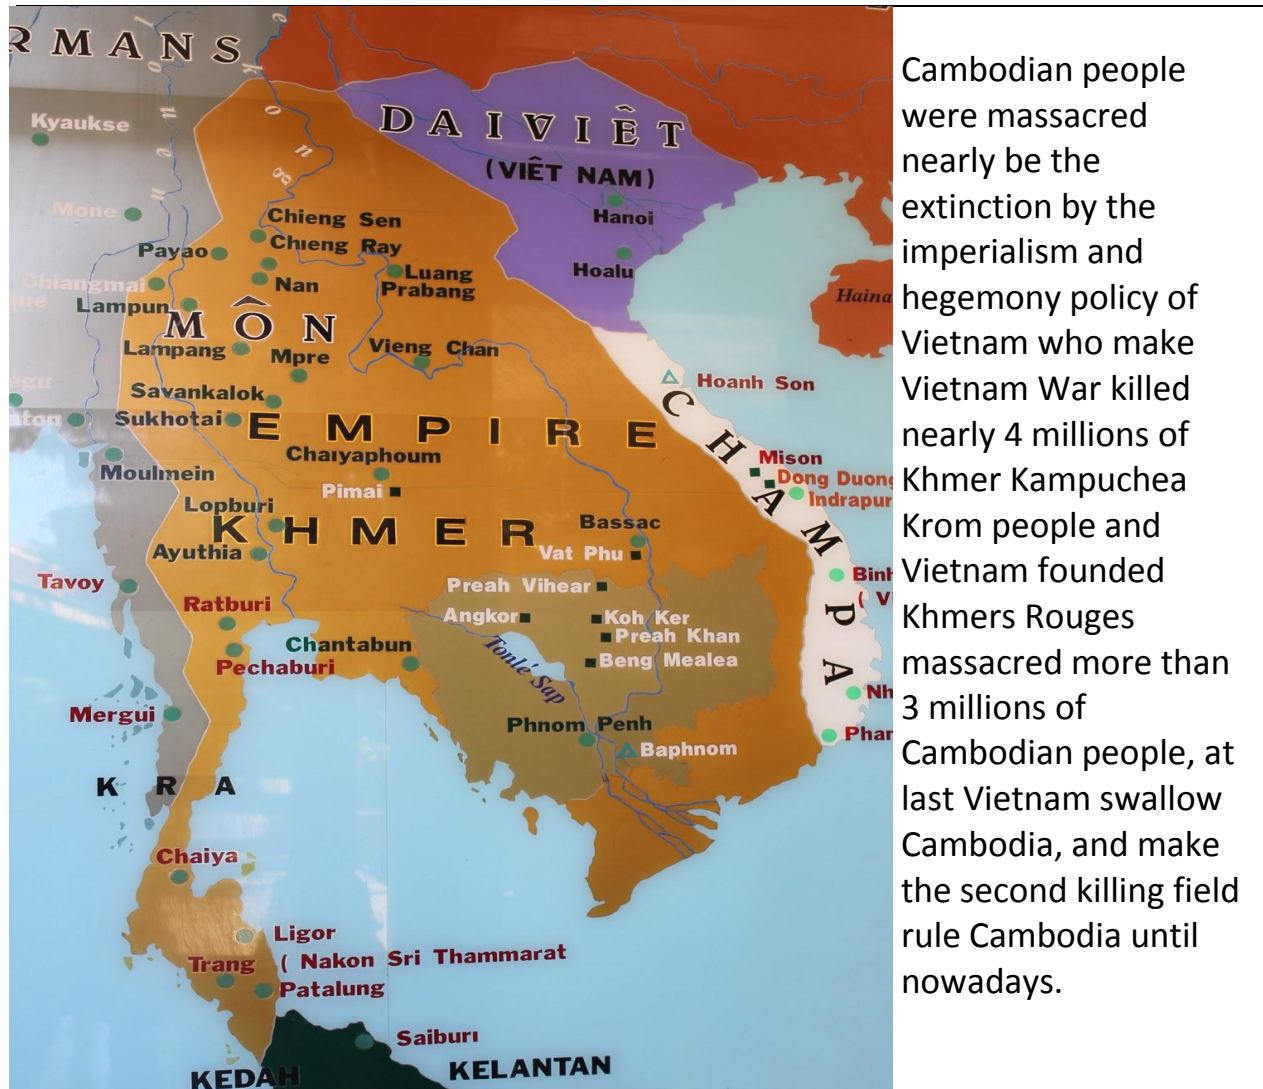 RMANS
louen
kong
Kyaukse
DAIVIÊT
(VIÊT NAM)
Mone
Hanoi
Chieng Sen
Payao
Chieng Ray
Hoalu
Luang
Prabang
Chiangmai
Nan
Haina
Lampun
MÔN
Lampang
Mpre
Vieng Chan
Hoanh Son
Savankalok
Sukhotai
EMPIRE
CHAMPA
Chaiyaphoum
Mison
Dong Duong
Indrapur
Moulmein
Pimai
Lopburi
KHMER
Bassac
Ayuthia
Vat Phu
Tavoy
Preah Vihear
Binh
( V
Ratburi
Angkor
Koh Ker
Preah Khan
Chantabun
Pechaburi
Beng Mealea
Tonlé Sap
Nh
Mergui
Phnom Penh
Phan
Baphnom
KRA
Chaiya
Ligor
( Nakon Sri Thammarat
Trang
Patalung
Saiburi
KEDAH
KELANTAN
Cambodian people
were massacred
nearly be the
extinction by the
imperialism and
hegemony policy of
Vietnam who make
Vietnam War killed
nearly 4 millions of
Khmer Kampuchea
Krom people and
Vietnam founded
Khmers Rouges
massacred more than
3 millions of
Cambodian people, at
last Vietnam swallow
Cambodia, and make
the second killing field
rule Cambodia until
nowadays.